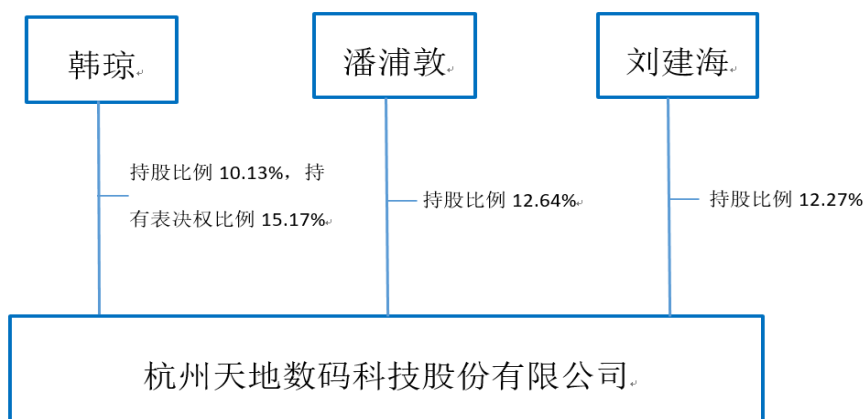 韩琼
潘浦敦
刘建海
持股比例 10.13%，持
有表决权比例 15.17%
持股比例 12.64%
持股比例 12.27%
杭州天地数码科技股份有限公司